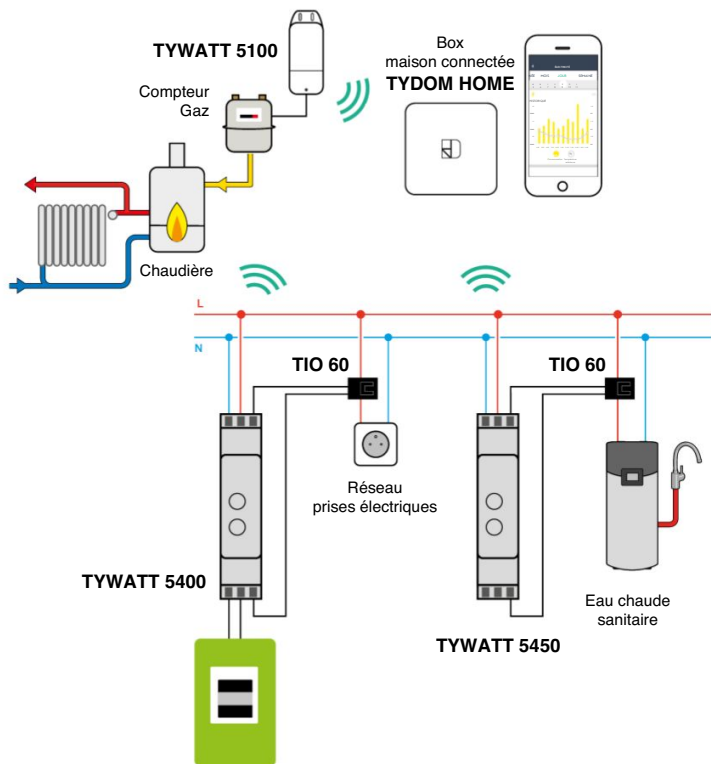 TYWATT 5100
Compteur
Gaz
Box
maison connectée
TYDOM HOME
Chaudière
L
N
TIO 60
TIO 60
Réseau
prises électriques
TYWATT 5400
Eau chaude
sanitaire
TYWATT 5450